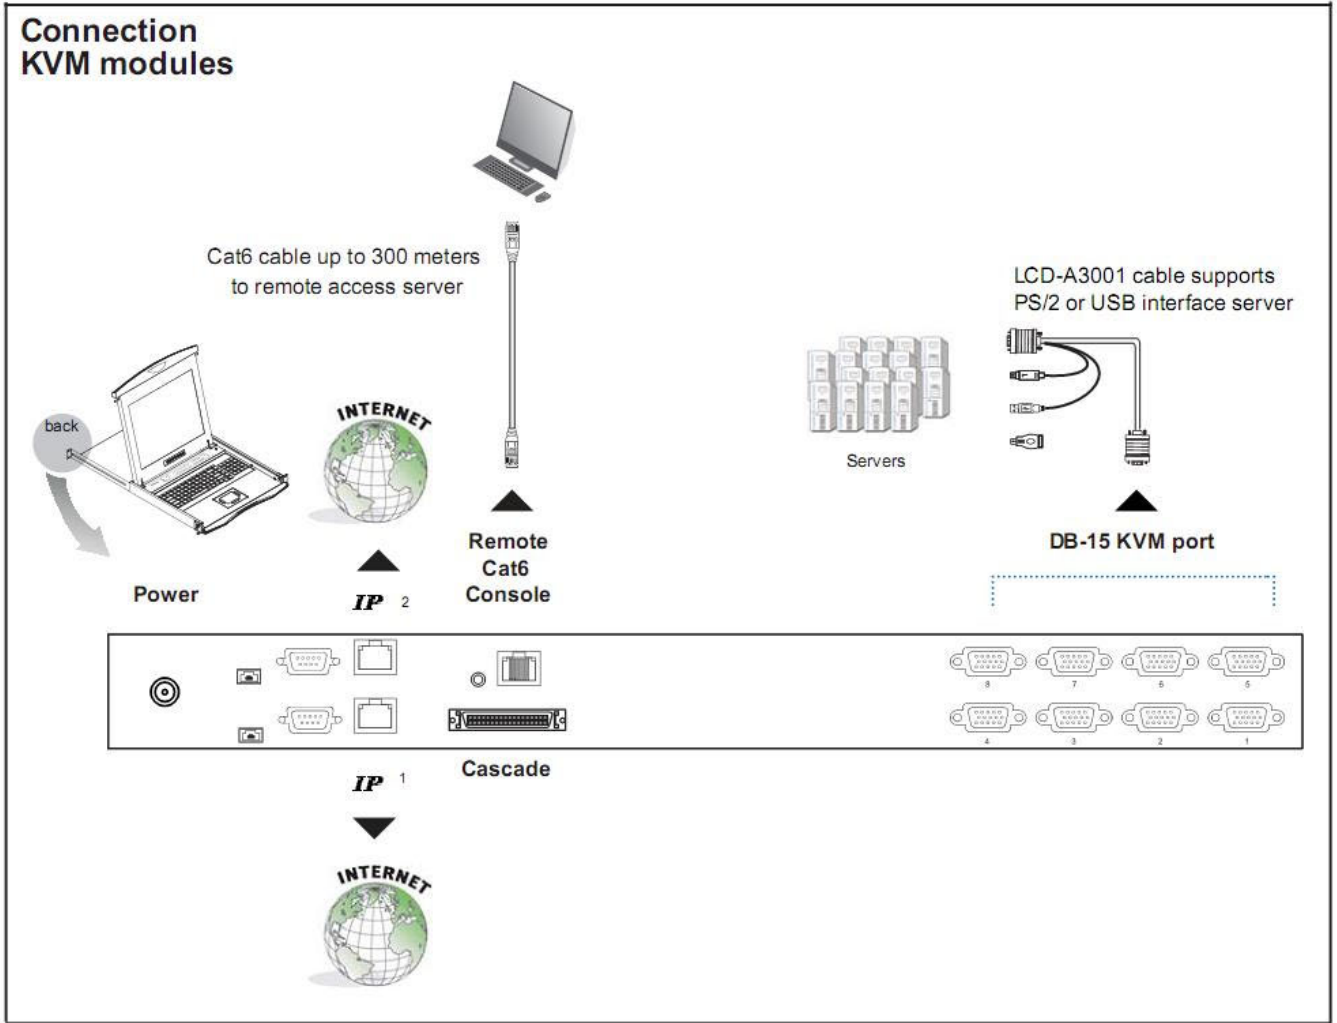 Connection
KVM modules
Cat6 cable up to 300 meters
to remote access server
LCD-A3001 cable supports
PS/2 or USB interface server
back
INTERNET
Servers
Remote
Cat6
Console
DB-15 KVM port
Power
IP 2
8 7 6 5
4 3 2 1
IP 1
Cascade
INTERNET